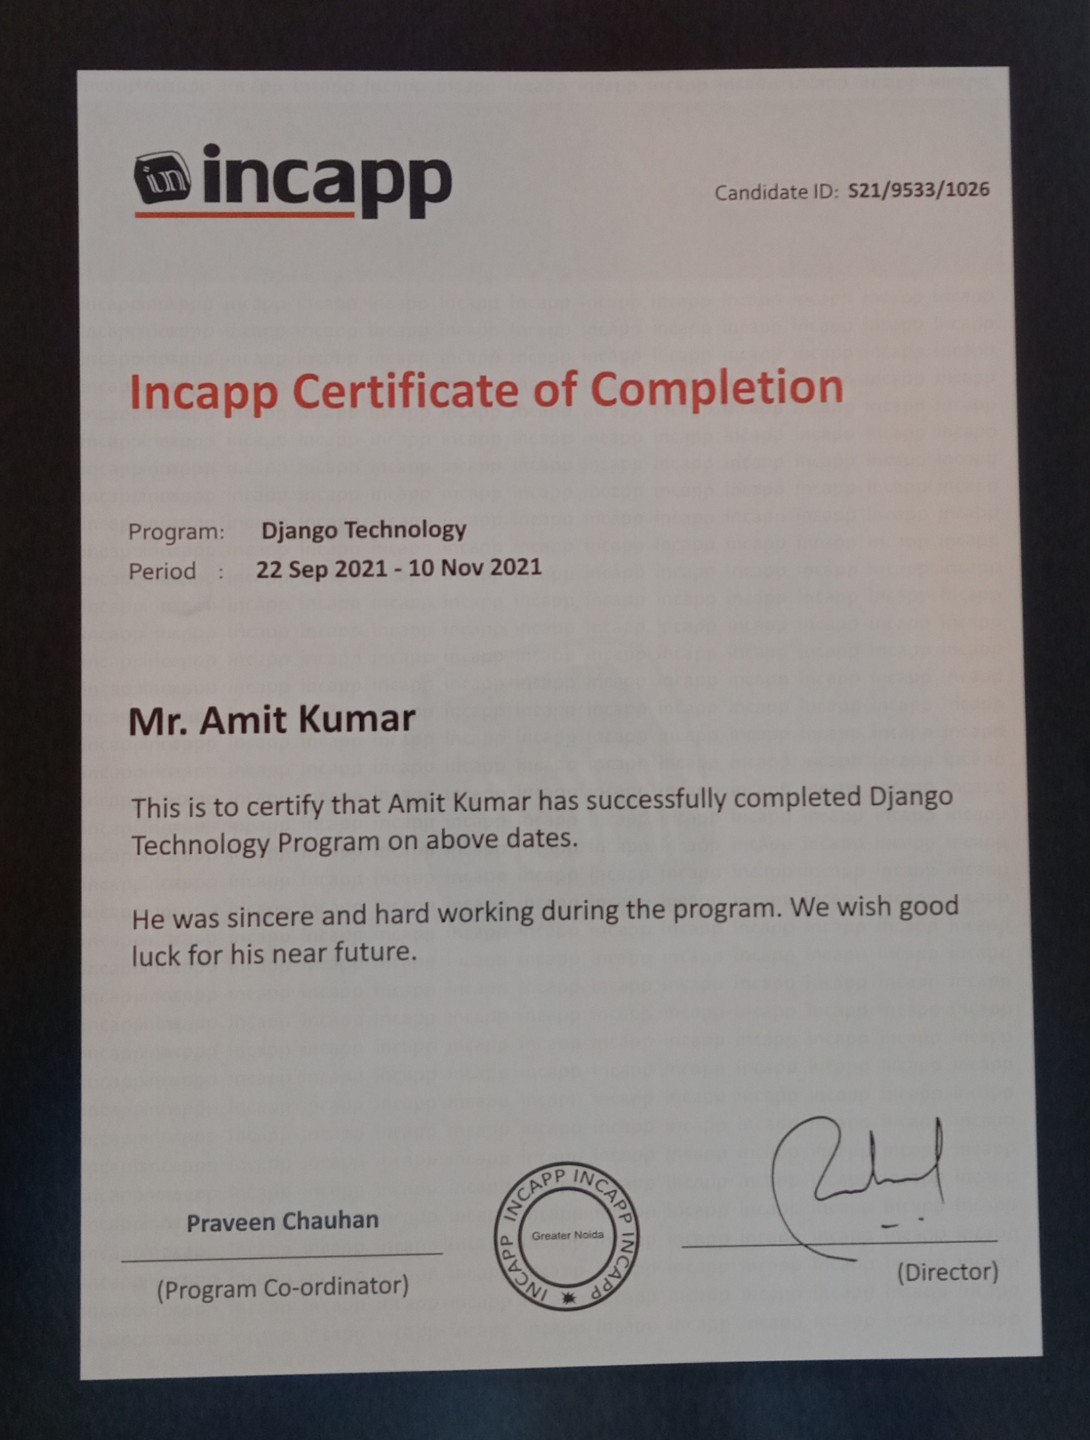 in incapp
Candidate ID: S21/9533/1026
Incapp Certificate of Completion
Program: Django Technology
Period : 22 Sep 2021 - 10 Nov 2021
Mr. Amit Kumar
This is to certify that Amit Kumar has successfully completed Django
Technology Program on above dates.
He was sincere and hard working during the program. We wish good
luck for his near future.
Praveen Chauhan
(Program Co-ordinator)
INCAPP INCAPP INCAPP INCAPP
Greater Noida
(Director)